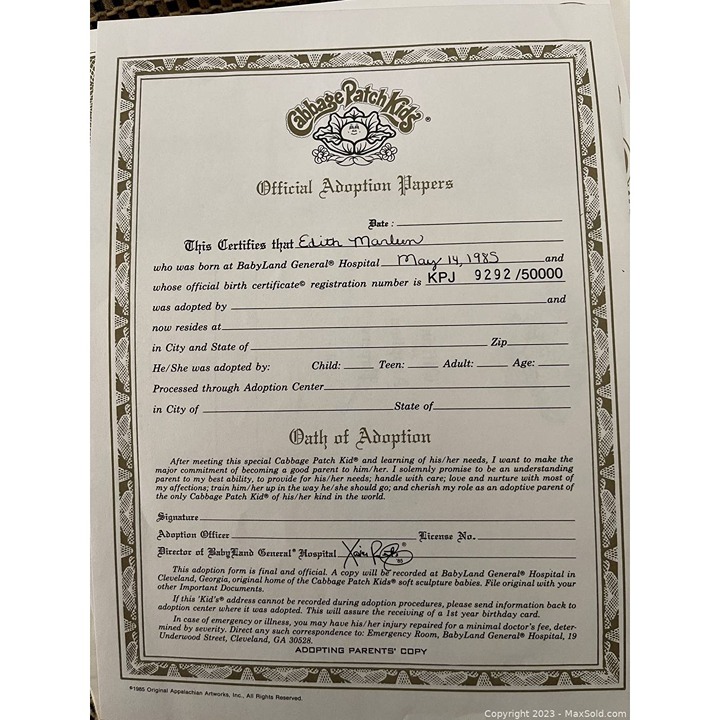 Cabbage Patch Kids®
Official Adoption Papers
Date :
This Certifies that Edith Marleen
who was born at BabyLand General® Hospital May 14, 1985 and
whose official birth certificate© registration number is KPJ 9292/50000
was adopted by and
now resides at
in City and State of Zip
He/She was adopted by: Child: Teen: Adult: Age:
Processed through Adoption Center
in City of State of
Oath of Adoption
After meeting this special Cabbage Patch Kid® and learning of his/her needs, I want to make the
major commitment of becoming a good parent to him/her. I solemnly promise to be an understanding
parent to my best ability, to provide for his/her needs; handle with care; love and nurture with most of
my affections; train him/her up in the way he/she should go; and cherish my role as an adoptive parent of
the only Cabbage Patch Kid® of his/her kind in the world.
Signature
Adoption Officer License No.
Director of BabyLand General® Hospital
This adoption form is final and official. A copy will be recorded at BabyLand General® Hospital in
Cleveland, Georgia, original home of the Cabbage Patch Kids® soft sculpture babies. File original with your
other Important Documents.
If this 'Kid's® address cannot be recorded during adoption procedures, please send information back to
adoption center where it was adopted. This will assure the receiving of a 1st year birthday card.
In case of emergency or illness, you may have his/her injury repaired for a minimal doctor's fee, deter-
mined by severity. Direct any such correspondence to: Emergency Room, BabyLand General® Hospital, 19
Underwood Street, Cleveland, GA 30528.
ADOPTING PARENTS' COPY
©1985 Original Appalachian Artworks, Inc., All Rights Reserved.
Copyright 2023 - MaxSold.com